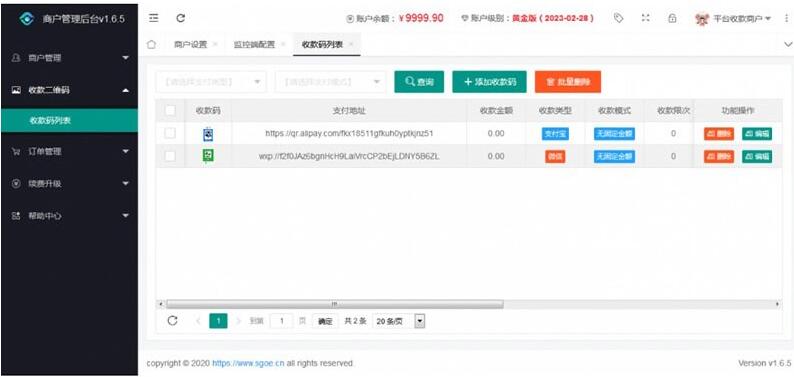 商户管理后台v1.6.5
账户余额：￥9999.90
账户级别：黄金版（2023-02-28）
平台收款商户
商户管理
收款二维码
收款码列表
订单管理
续费升级
帮助中心
商户设置 ×
监控端配置 ×
收款码列表 ×
【请选择支付类型】
【请选择支付模式】
查询
添加收款码
批量删除
收款码 支付地址 收款金额 收款类型 收款模式 收款限次 功能操作
https://qr.alipay.com/fkx18511gfkuh0yptkjnz51 0.00 支付宝 无固定金额 0 删除 编辑
wxp://f2f0JAz6bgnHcH9LaIVrcCP2bEjLDNY5B6ZL 0.00 微信 无固定金额 0 删除 编辑
1 到第 1 页 确定 共 2 条 20 条/页
copyright © 2020 https://www.sgoe.cn all rights reserved.
Version v1.6.5